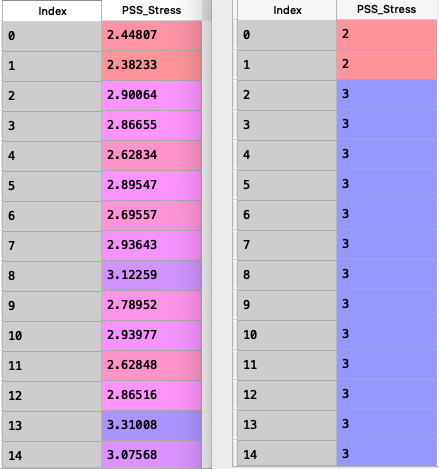 Index PSS_Stress Index PSS_Stress
0 2.44807 0 2
1 2.38233 1 2
2 2.90064 2 3
3 2.86655 3 3
4 2.62834 4 3
5 2.89547 5 3
6 2.69557 6 3
7 2.93643 7 3
8 3.12259 8 3
9 2.78952 9 3
10 2.93977 10 3
11 2.62848 11 3
12 2.86516 12 3
13 3.31008 13 3
14 3.07568 14 3